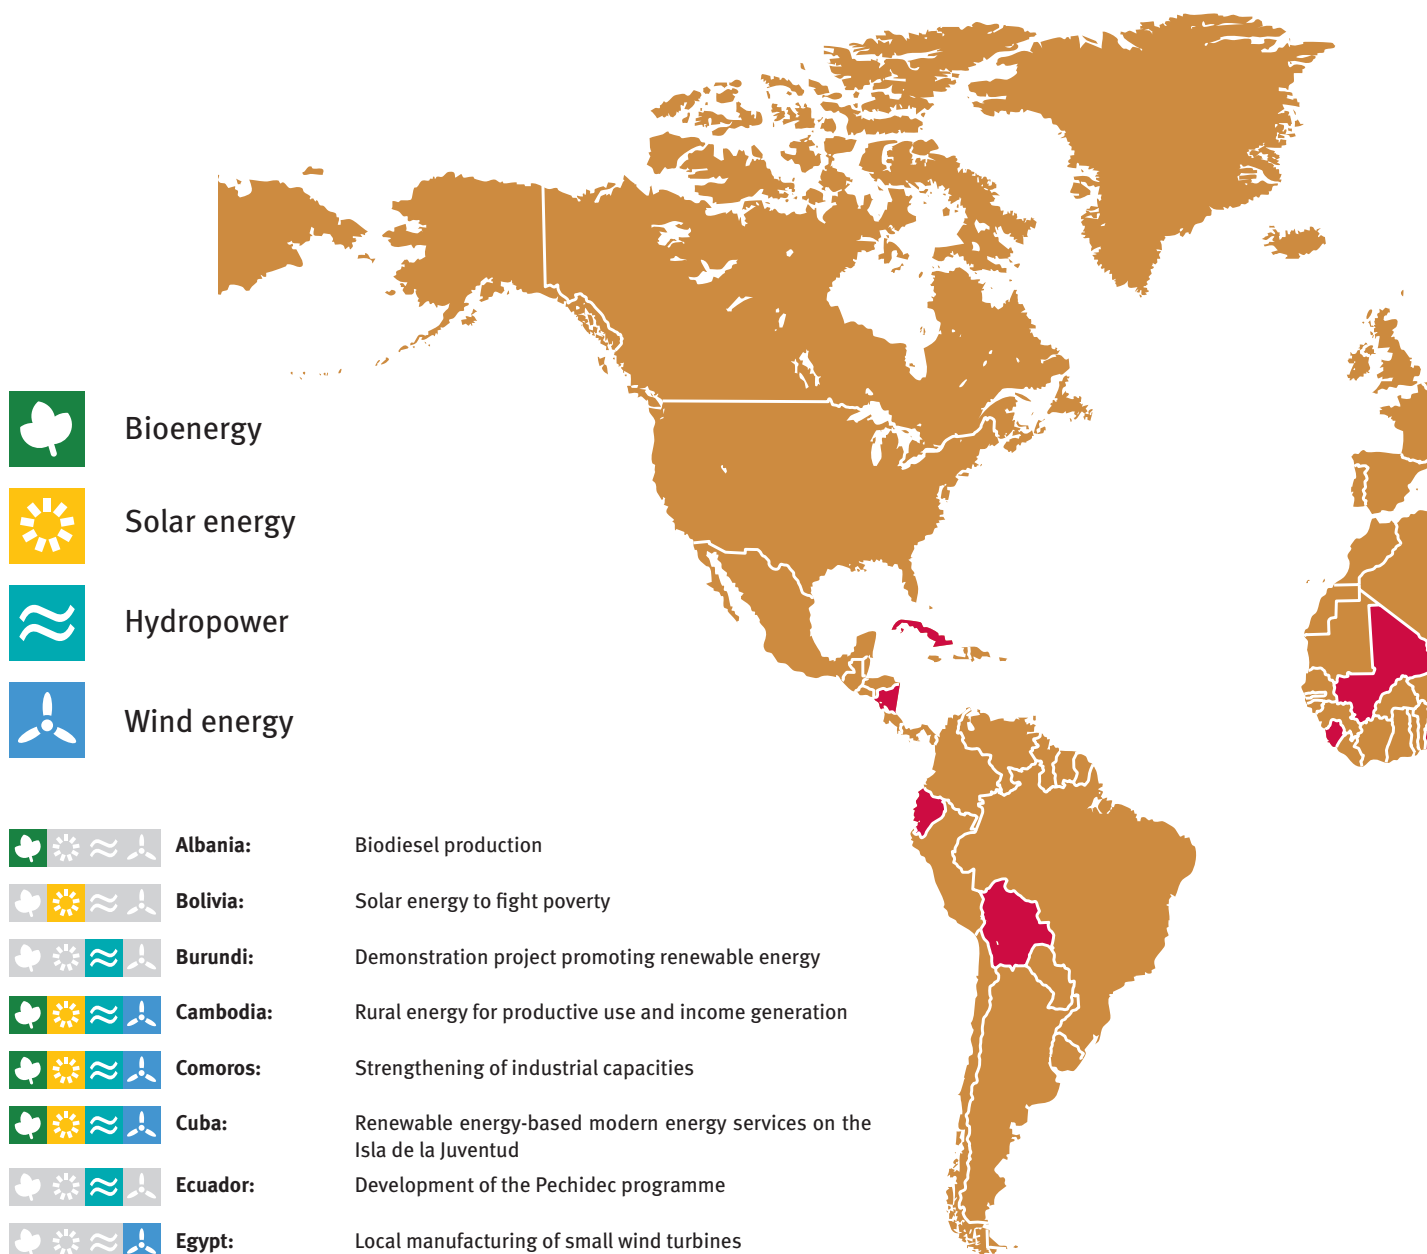 Bioenergy
Solar energy
Hydropower
Wind energy
Albania: Biodiesel production
Bolivia: Solar energy to fight poverty
Burundi: Demonstration project promoting renewable energy
Cambodia: Rural energy for productive use and income generation
Comoros: Strengthening of industrial capacities
Cuba: Renewable energy-based modern energy services on the
Isla de la Juventud
Ecuador: Development of the Pechidec programme
Egypt: Local manufacturing of small wind turbines